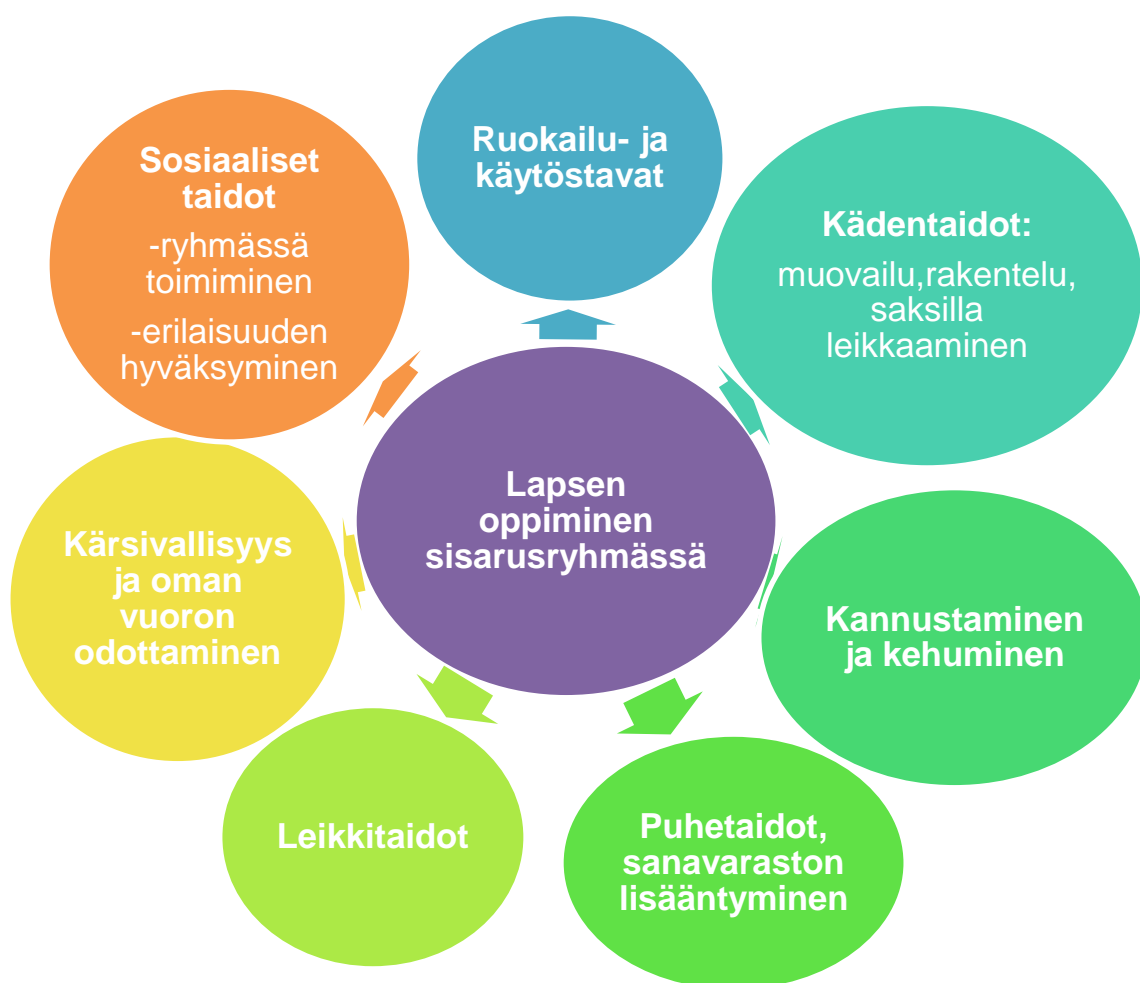 Ruokailu- ja
käytöstavat
Sosiaaliset
taidot
-ryhmässä
toimiminen
-erilaisuuden
hyväksyminen
Kädentaidot:
muovailu,rakentelu,
saksilla
leikkaaminen
Lapsen
oppiminen
sisarusryhmässä
Kärsivallisyys
ja oman
vuoron
odottaminen
Kannustaminen
ja kehuminen
Leikkitaidot
Puhetaidot,
sanavaraston
lisääntyminen